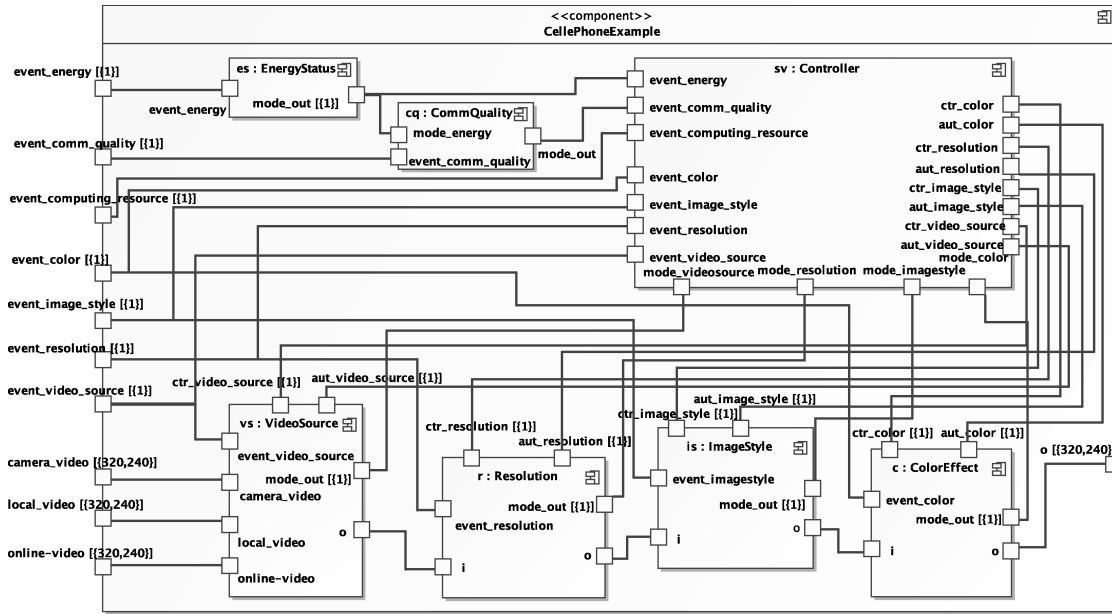 <<component>>
CellePhoneExample
event_energy [{1}]
event_comm_quality [{1}]
event_computing_resource [{1}]
event_color [{1}]
event_image_style [{1}]
event_resolution [{1}]
event_video_source [{1}]
camera_video [{320,240}]
local_video [{320,240}]
online-video [{320,240}]
es : EnergyStatus
event_energy
mode_out [{1}]
cq : CommQuality
mode_energy
event_comm_quality
mode_out
sv : Controller
event_energy
event_comm_quality
event_computing_resource
event_color
event_image_style
event_resolution
event_video_source
ctr_color
aut_color
ctr_resolution
aut_resolution
ctr_image_style
aut_image_style
ctr_video_source
aut_video_source
mode_color
mode_videosource
mode_resolution
mode_imagestyle
ctr_video_source [{1}]
aut_video_source [{1}]
vs : VideoSource
event_video_source
mode_out [{1}]
camera_video
local_video
online-video
o
ctr_resolution [{1}]
aut_resolution [{1}]
r : Resolution
mode_out [{1}]
event_resolution
o
i
aut_image_style [{1}]
ctr_image_style [{1}]
is : ImageStyle
event_imagestyle
mode_out [{1}]
o
i
ctr_color [{1}]
aut_color [{1}]
c : ColorEffect
event_color
mode_out [{1}]
i
o
o [{320,240}]